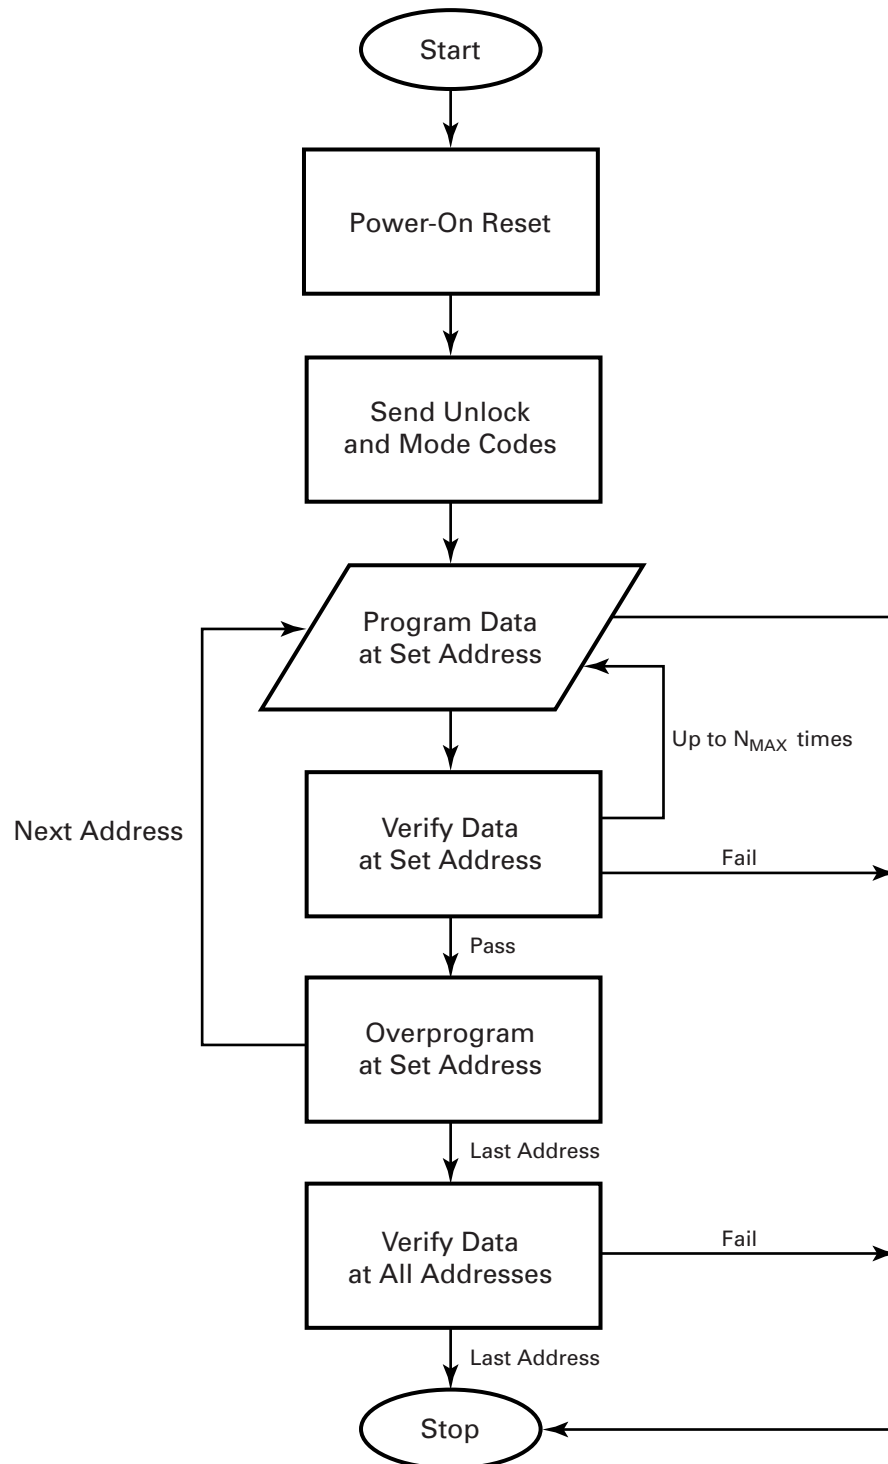 Start
Power-On Reset
Send Unlock
and Mode Codes
Program Data
at Set Address
Up to NMAX times
Next Address
Verify Data
at Set Address
Fail
Pass
Overprogram
at Set Address
Last Address
Verify Data
at All Addresses
Fail
Last Address
Stop